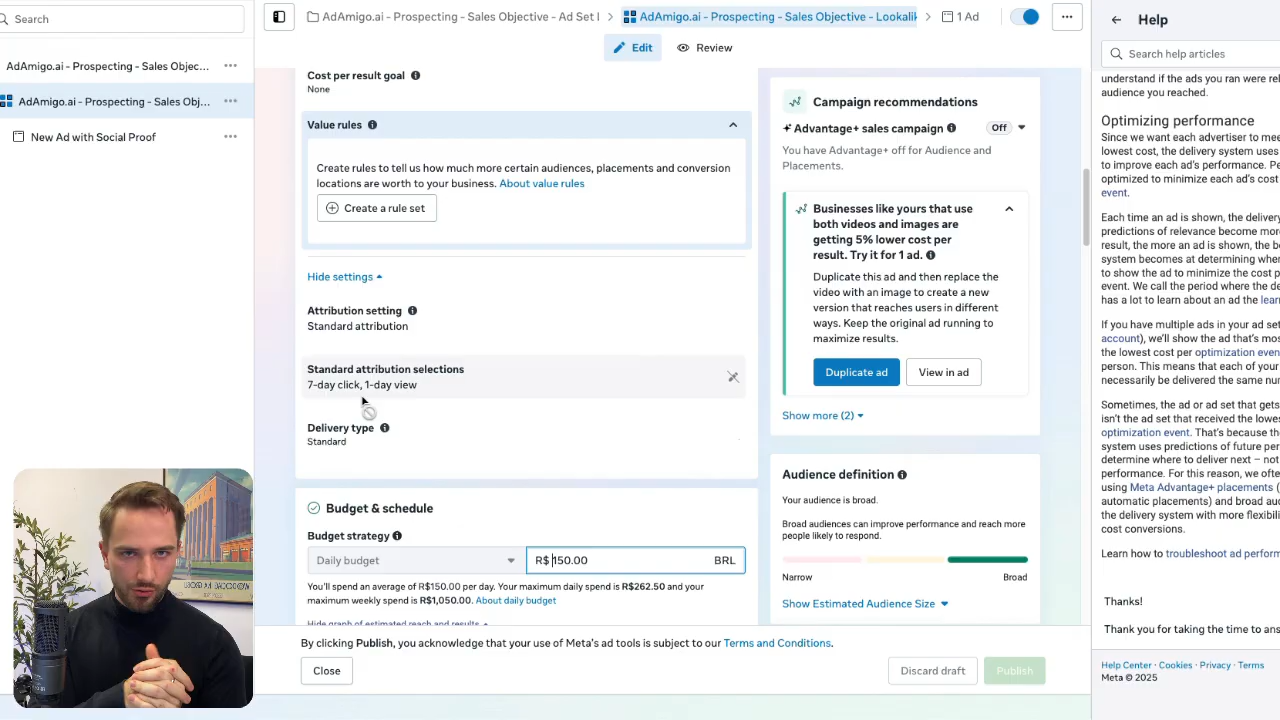 Search
AdAmigo.ai - Prospecting - Sales Objec...
AdAmigo.ai - Prospecting - Sales Obj...
New Ad with Social Proof
AdAmigo.ai - Prospecting - Sales Objective - Ad Set
AdAmigo.ai - Prospecting - Sales Objective - Lookalik
1 Ad
Edit
Review
Cost per result goal
None
Value rules
Create rules to tell us how much more certain audiences, placements and conversion
locations are worth to your business. About value rules
Create a rule set
Hide settings
Attribution setting
Standard attribution
Standard attribution selections
7-day click, 1-day view
Delivery type
Standard
Budget & schedule
Budget strategy
Daily budget
R$ 150.00
BRL
You'll spend an average of R$150.00 per day. Your maximum daily spend is R$262.50 and your
maximum weekly spend is R$1,050.00. About daily budget
Hide graph of estimated reach and results
By clicking Publish, you acknowledge that your use of Meta's ad tools is subject to our Terms and Conditions.
Close
Discard draft
Publish
Campaign recommendations
Advantage+ sales campaign
Off
You have Advantage+ off for Audience and
Placements.
Businesses like yours that use
both videos and images are
getting 5% lower cost per
result. Try it for 1 ad.
Duplicate this ad and then replace the
video with an image to create a new
version that reaches users in different
ways. Keep the original ad running to
maximize results.
Duplicate ad
View in ad
Show more (2)
Audience definition
Your audience is broad.
Broad audiences can improve performance and reach more
people likely to respond.
Narrow
Broad
Show Estimated Audience Size
Help
Search help articles
understand if the ads you ran were rel
audience you reached.
Optimizing performance
Since we want each advertiser to mee
lowest cost, the delivery system uses
to improve each ad's performance. Pe
optimized to minimize each ad's cost
event.
Each time an ad is shown, the delivery
predictions of relevance become more
result, the more an ad is shown, the be
system becomes at determining wher
to show the ad to minimize the cost p
event. We call the period where the de
has a lot to learn about an ad the lear
If you have multiple ads in your ad set
account), we'll show the ad that's mos
the lowest cost per optimization even
person. This means that each of your
necessarily be delivered the same nur
Sometimes, the ad or ad set that gets
isn't the ad set that received the lowes
optimization event. That's because th
system uses predictions of future perf
determine where to deliver next – not
performance. For this reason, we ofte
using Meta Advantage+ placements (
automatic placements) and broad au
the delivery system with more flexibili
cost conversions.
Learn how to troubleshoot ad perforn
Thanks!
Thank you for taking the time to ans
Help Center · Cookies · Privacy · Terms
Meta © 2025